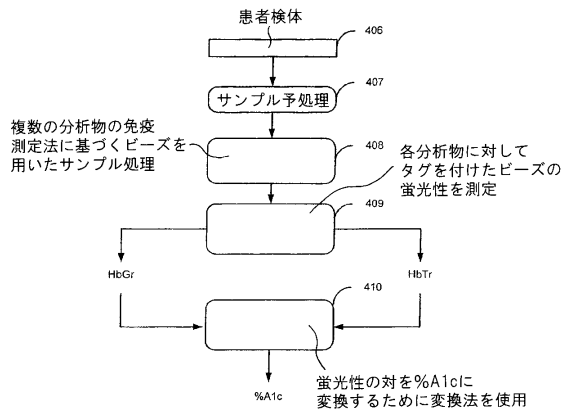 患者検体
406
407
サンプル予処理
複数の分析物の免疫
測定法に基づくビーズを
用いたサンプル処理
408
各分析物に対して
タグを付けたビーズの
蛍光性を測定
409
HbGr
HbTr
410
%A1c
蛍光性の対を%A1cに
変換するために変換法を使用